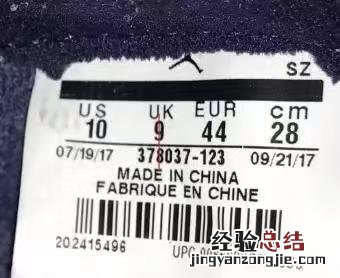 SZ
US UK EUR cm
10 9 44 28
07/19/17 378037-123 09/21/17
MADE IN CHINA
FABRIQUE EN CHINE
202415496 UPC
经验总结
jingyanzongjie.com